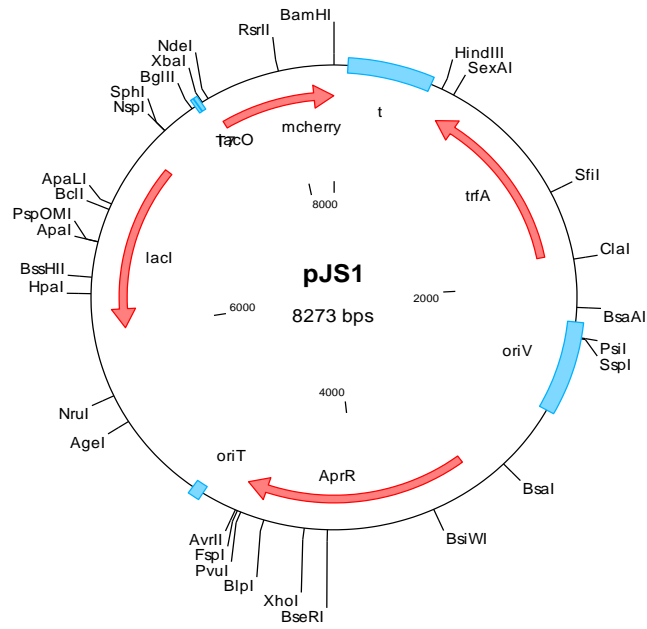 BamHI
RsrII
NdeI
XbaI
BglII
SphI
NspI
HindIII
SexAI
lacO
mcherry
t
trfA
SfiI
ApaLI
BclI
PspOMI
ApaI
BssHII
HpaI
lacI
8000
ClaI
pJS1
8273 bps
2000
6000
4000
BsaAI
PsiI
SspI
oriV
NruI
AgeI
oriT
AprR
BsaI
BsiWI
AvrII
FspI
PvuI
BlpI
XhoI
BseRI